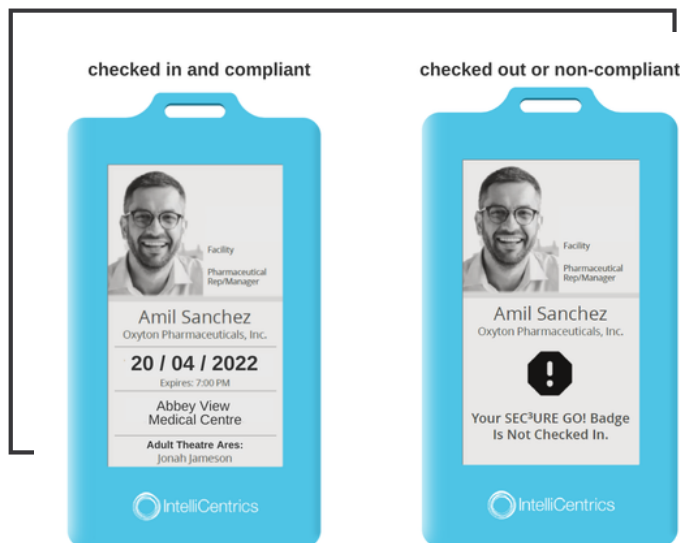 checked in and compliant
Facility
Pharmaceutical
Rep/Manager
Amil Sanchez
Oxyton Pharmaceuticals, Inc.
20 / 04 / 2022
Expires: 7:00 PM
Abbey View
Medical Centre
Adult Theatre Ares:
Jonah Jameson
IntelliCentrics
checked out or non-compliant
Facility
Pharmaceutical
Rep/Manager
Amil Sanchez
Oxyton Pharmaceuticals, Inc.
Your SEC³URE GO! Badge
Is Not Checked In.
IntelliCentrics